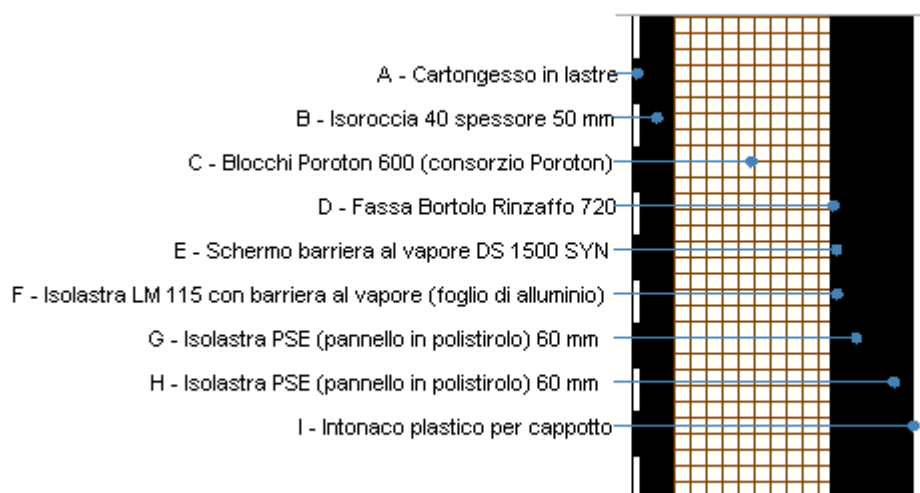 A - Cartongesso in lastre
B - Isoroccia 40 spessore 50 mm
C - Blocchi Poroton 600 (consorzio Poroton)
D - Fassa Bortolo Rinzaffo 720
E - Schermo barriera al vapore DS 1500 SYN
F - Isolastra LM 115 con barriera al vapore (foglio di alluminio)
G - Isolastra PSE (pannello in polistirolo) 60 mm
H - Isolastra PSE (pannello in polistirolo) 60 mm
I - Intonaco plastico per cappotto